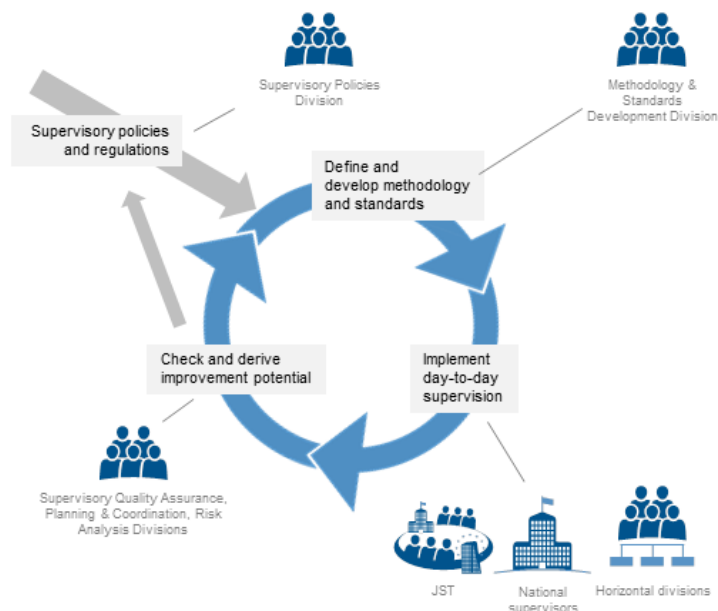 Supervisory Policies
Division
Methodology &
Standards
Development Division
Supervisory policies
and regulations
Define and
develop methodology
and standards
Check and derive
improvement potential
Implement
day-to-day
supervision
Supervisory Quality Assurance,
Planning & Coordination, Risk
Analysis Divisions
JST
National
supervisors
Horizontal divisions